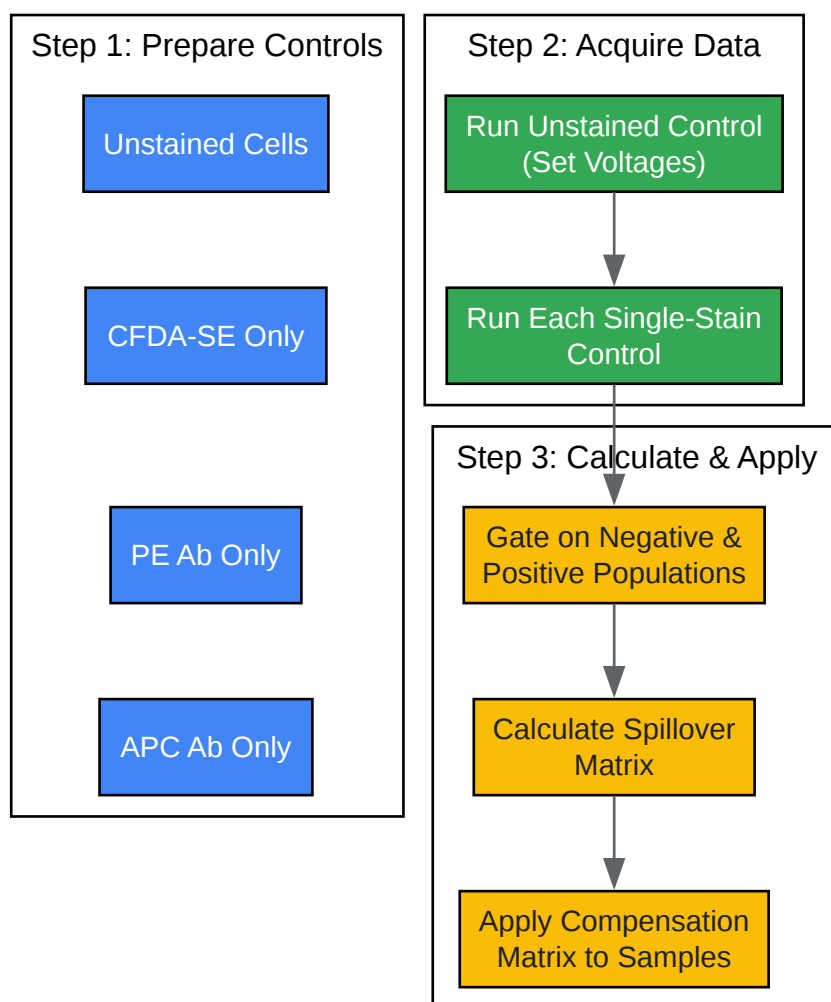 Step 1: Prepare Controls
Unstained Cells
CFDA-SE Only
PE Ab Only
APC Ab Only
Step 2: Acquire Data
Run Unstained Control
(Set Voltages)
Run Each Single-Stain
Control
Step 3: Calculate & Apply
Gate on Negative &
Positive Populations
Calculate Spillover
Matrix
Apply Compensation
Matrix to Samples